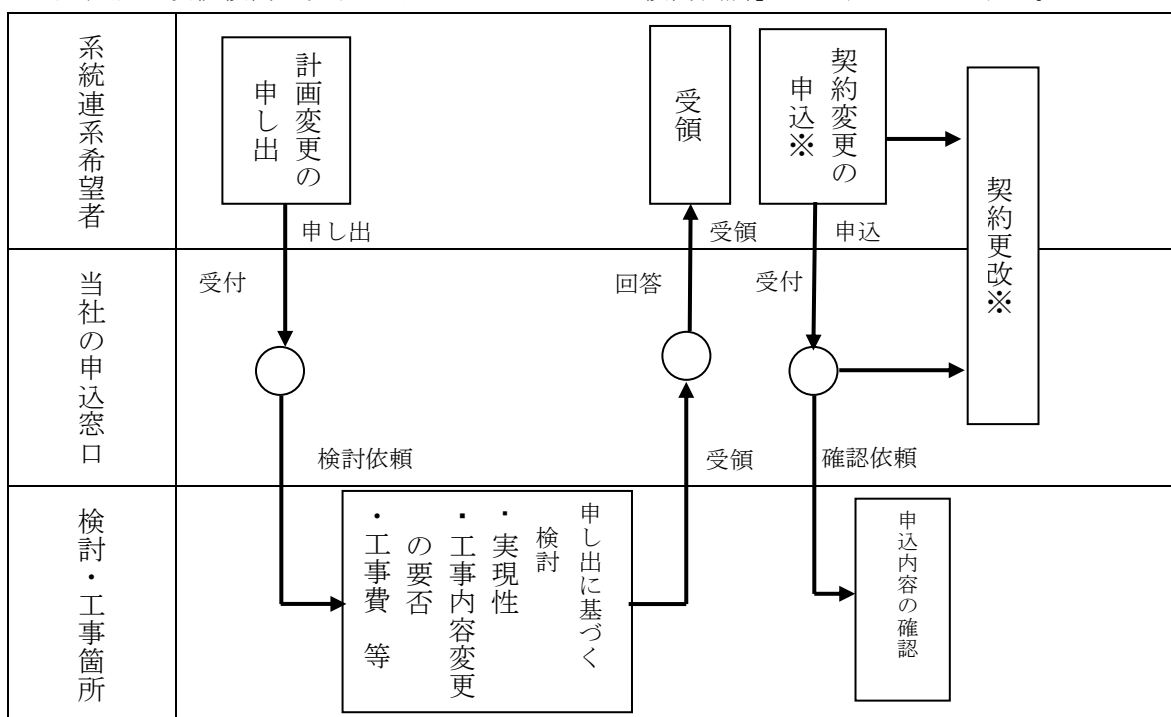 系統連系希望者
計画変更の
申し出
受領
契約変更の
申込※
契約更改※
申し出
受領
申込
当社の申込窓口
受付
回答
受付
検討依頼
受領
確認依頼
検討・工事箇所
申し出に基づく
検討
・実現性
・工事内容変更
の要否
・工事費 等
申込内容の確認